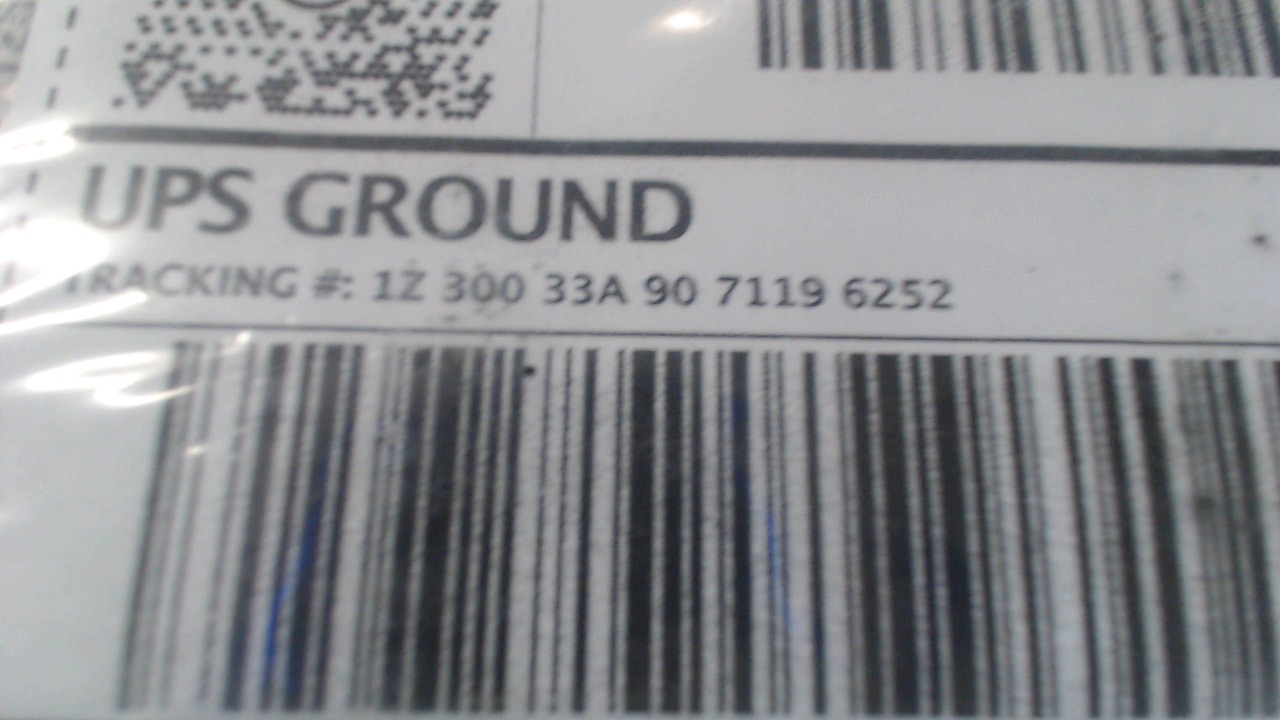 UPS GROUND
TRACKING #: 1Z 300 33A 90 7119 6252